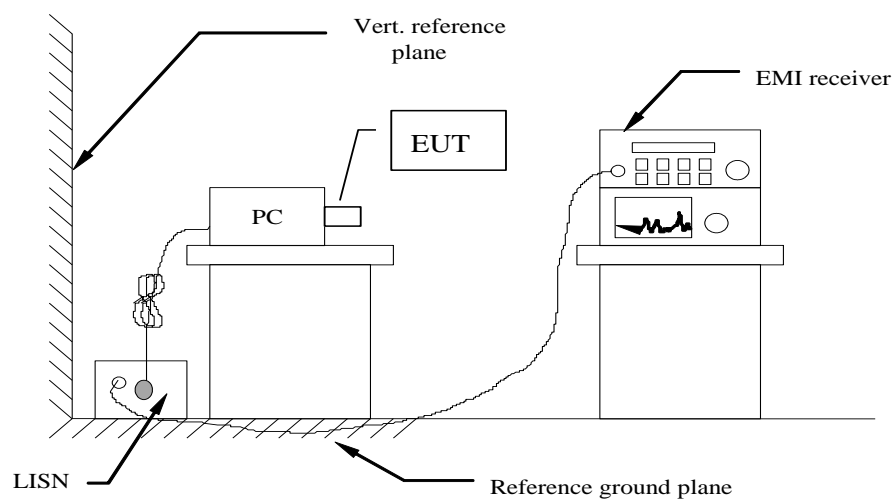 Vert. reference
plane
EMI receiver
EUT
PC
LISN
Reference ground plane